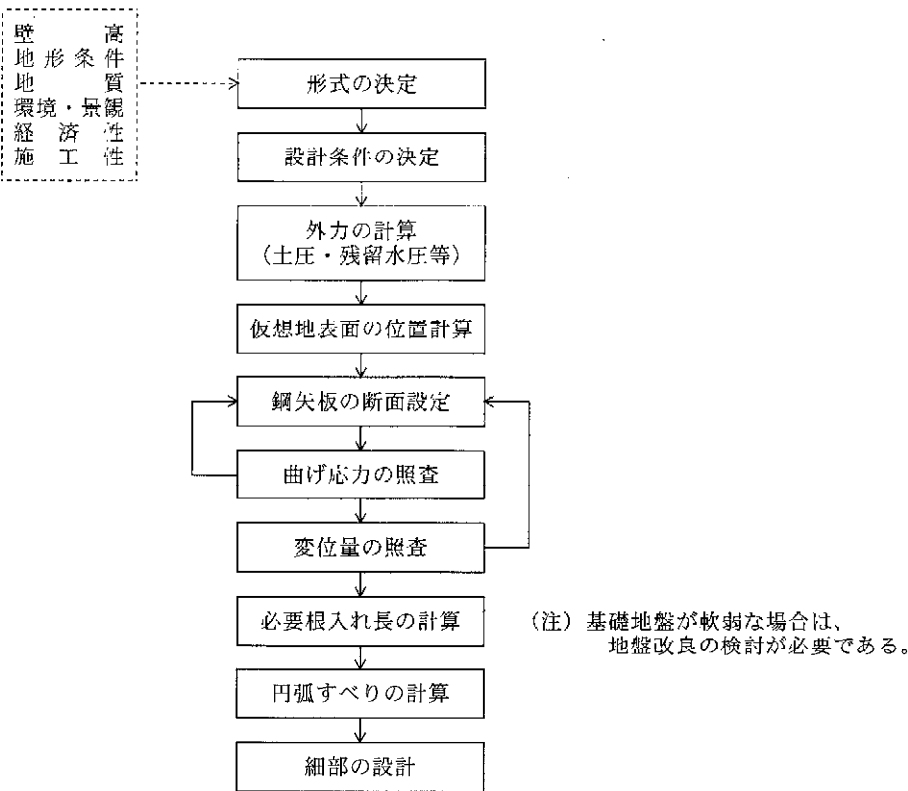 壁高
地形条件
地質
環境・景観
経済性
施工性
形式の決定
設計条件の決定
外力の計算
（土圧・残留水圧等）
仮想地表面の位置計算
鋼矢板の断面設定
曲げ応力の照査
変位量の照査
必要根入れ長の計算
（注）基礎地盤が軟弱な場合は、
地盤改良の検討が必要である。
円弧すべりの計算
細部の設計